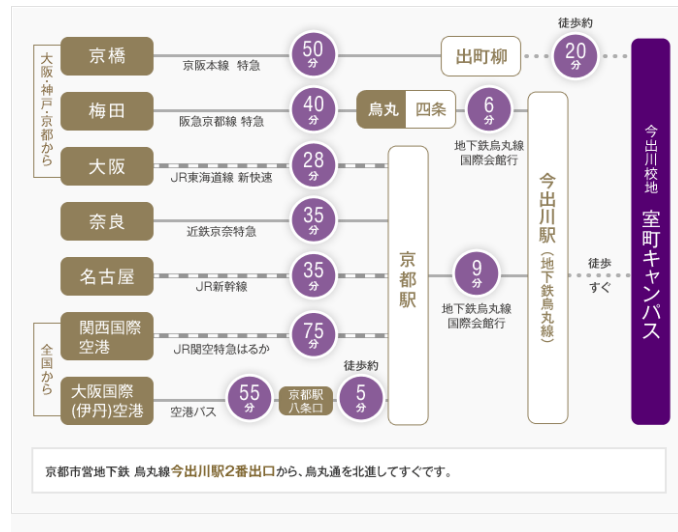 大阪・神戸・京都から
京橋
京阪本線 特急
50分
出町柳
徒歩約
20分
梅田
阪急京都線 特急
40分
烏丸 四条
6分
地下鉄烏丸線
国際会館行
大阪
JR東海道線 新快速
28分
奈良
近鉄京奈特急
35分
名古屋
JR新幹線
35分
全国から
関西国際
空港
JR関空特急はるか
75分
大阪国際
(伊丹)空港
空港バス
55分
京都駅
八条口
徒歩約
5分
京都駅
9分
地下鉄烏丸線
国際会館行
今出川駅(地下鉄烏丸線)
徒歩
すぐ
今出川校地 室町キャンパス
京都市営地下鉄 烏丸線今出川駅2番出口から、烏丸通を北進してすぐです。